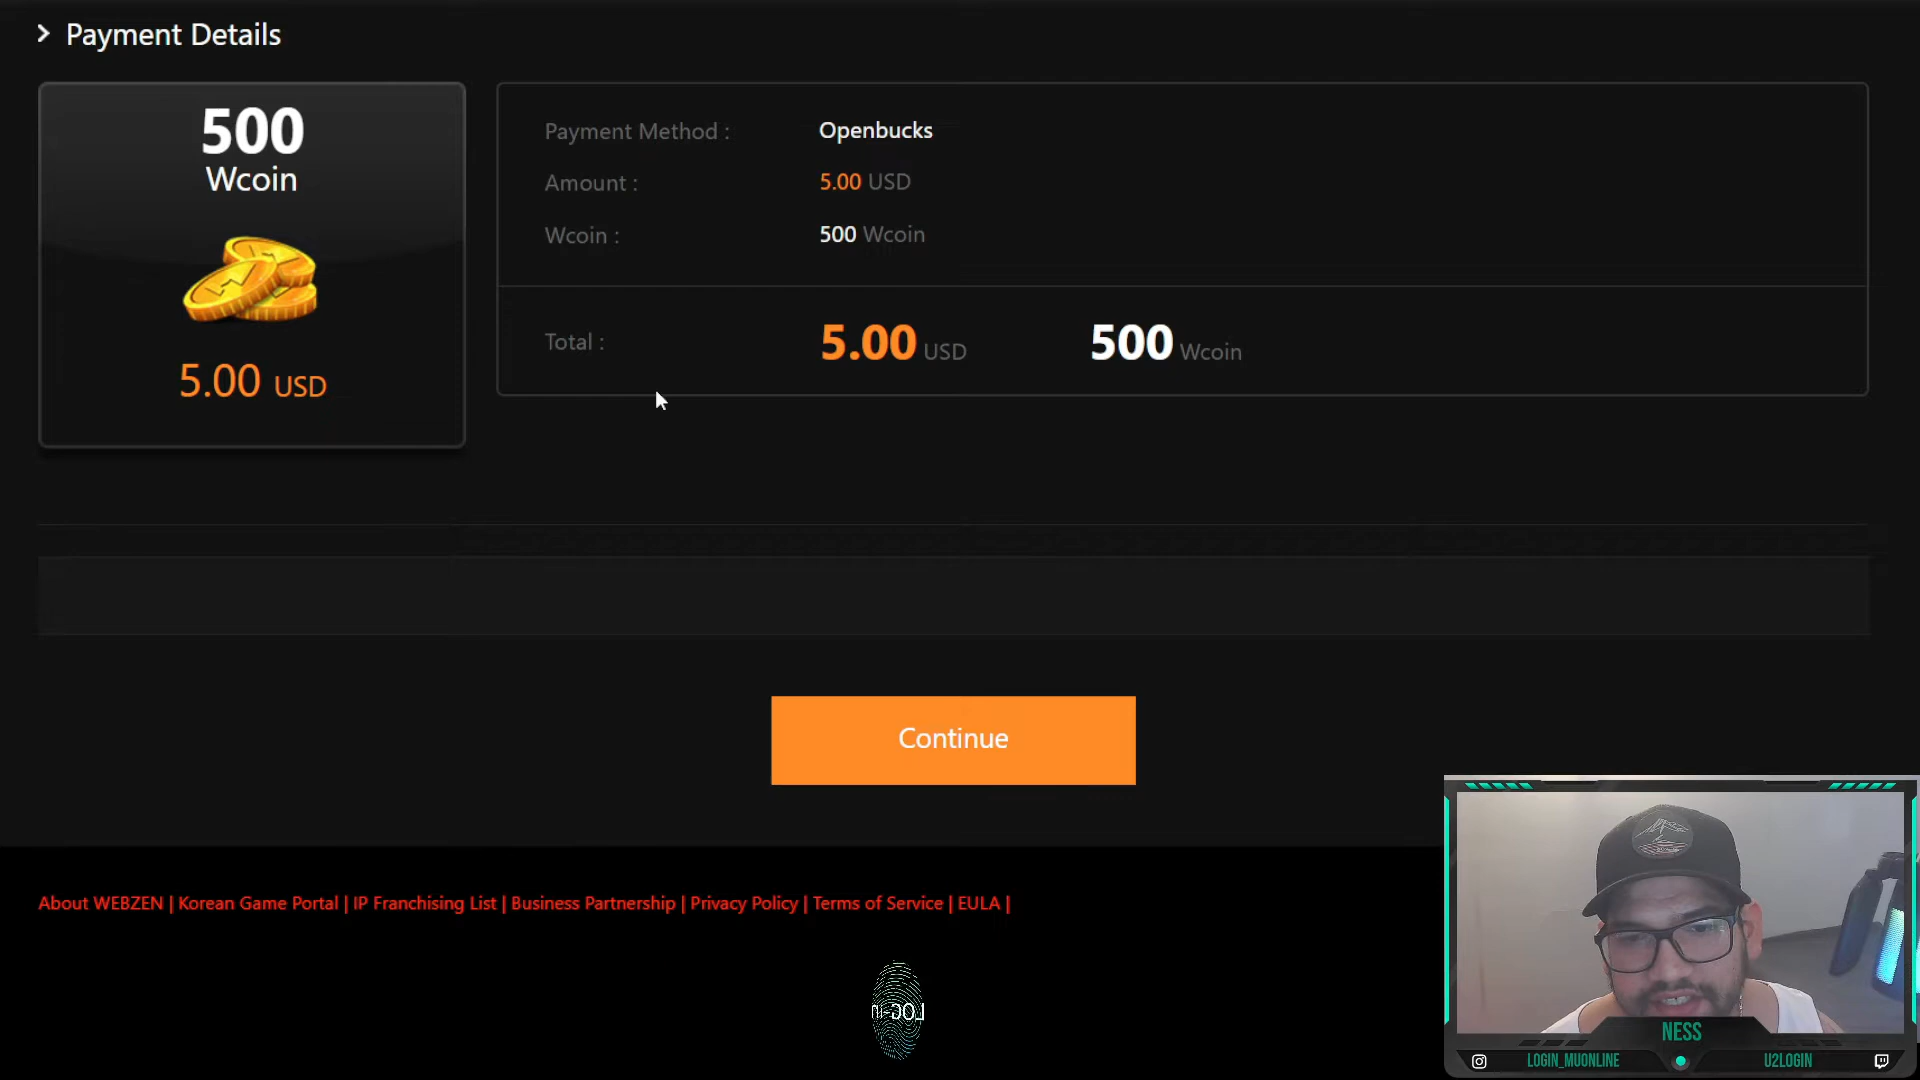 Payment Details
500
Wcoin
5.00 USD
Payment Method : Openbucks
Amount : 5.00 USD
Wcoin : 500 Wcoin
Total : 5.00 USD 500 Wcoin
Continue
About WEBZEN | Korean Game Portal | IP Franchising List | Business Partnership | Privacy Policy | Terms of Service | EULA |
NESS
LOGIN_MUONLINE
U2LOGIN